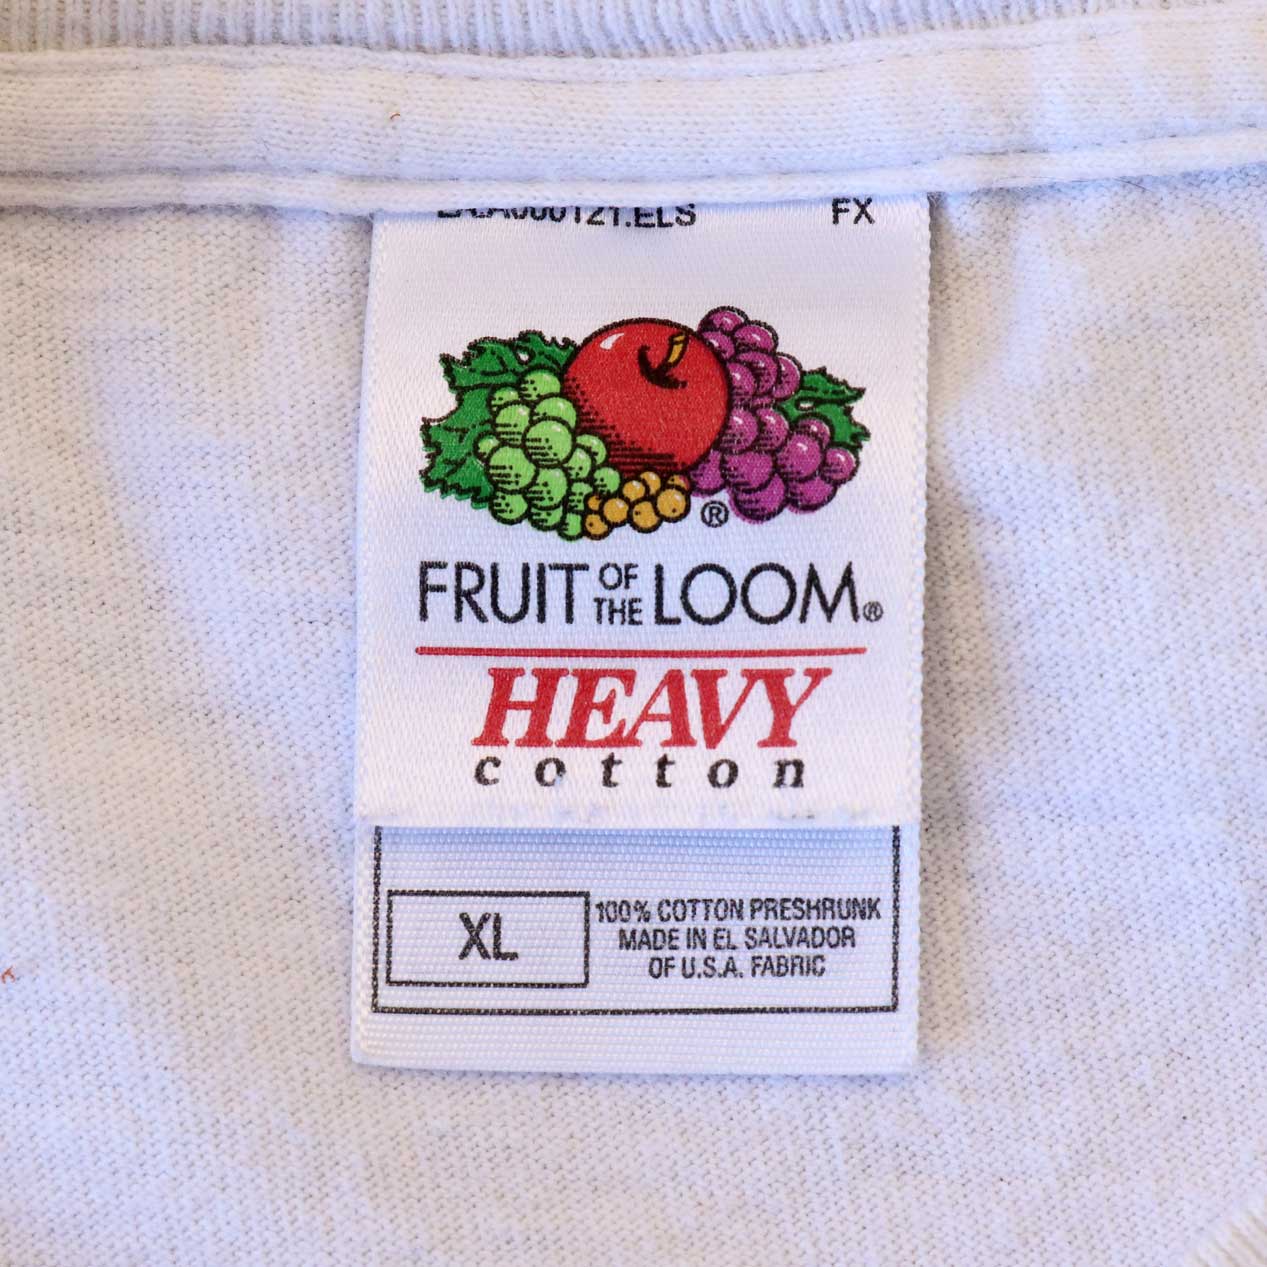 FX
®
FRUIT OF THE LOOM®
HEAVY
cotton
XL
100% COTTON PRESHRUNK
MADE IN EL SALVADOR
OF U.S.A. FABRIC